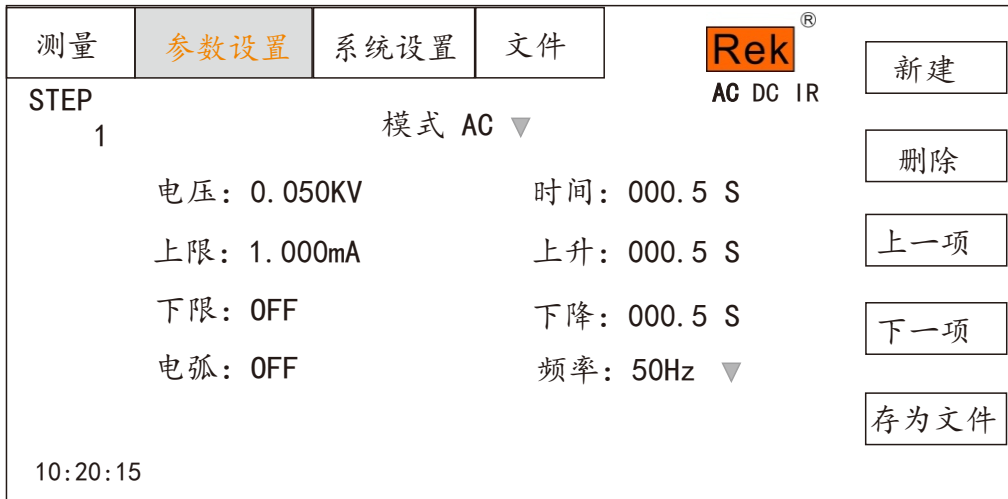 测量 参数设置 系统设置 文件 Rek ®
新建
STEP
1
模式 AC ▼
AC DC IR
删除
电压：0.050KV 时间：000.5 S
上限：1.000mA 上升：000.5 S
上一项
下限：OFF 下降：000.5 S
下一项
电弧：OFF 频率：50Hz ▼
存为文件
10:20:15